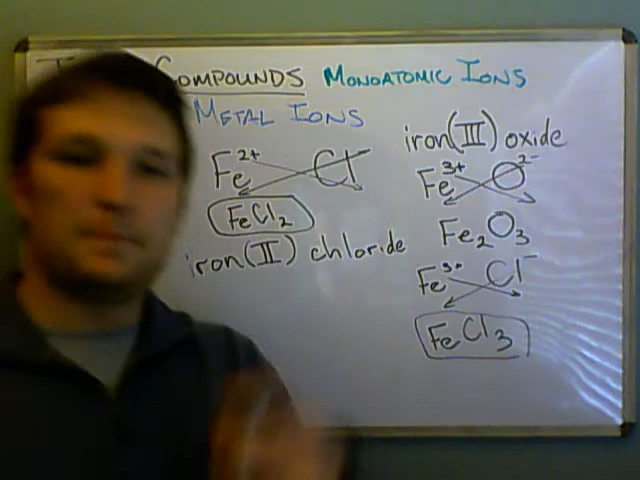 COMPOUNDS MONOATOMIC IONS
METAL IONS
Fe²⁺ Cl⁻
FeCl₂
iron(II) chloride
iron(III) oxide
Fe³⁺ O²⁻
Fe₂O₃
Fe³⁺ Cl⁻
FeCl₃